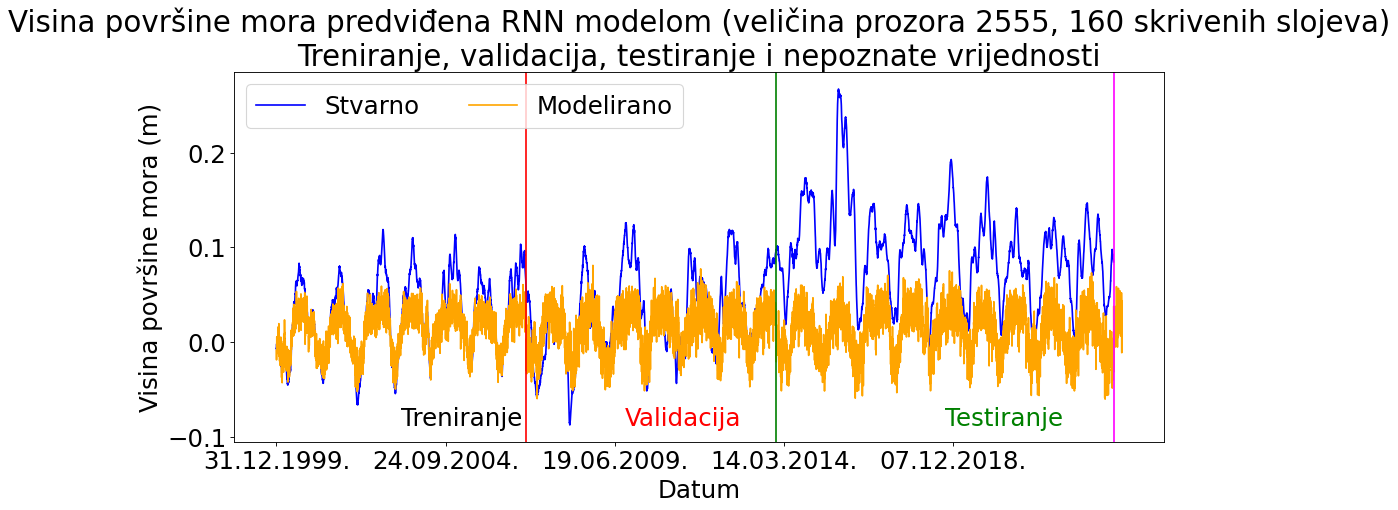 Visina površine mora predviđena RNN modelom (veličina prozora 2555, 160 skrivenih slojeva)
Treniranje, validacija, testiranje i nepoznate vrijednosti
Stvarno Modelirano
Visina površine mora (m)
0.2
0.1
0.0
−0.1
Treniranje Validacija Testiranje
31.12.1999. 24.09.2004. 19.06.2009. 14.03.2014. 07.12.2018.
Datum